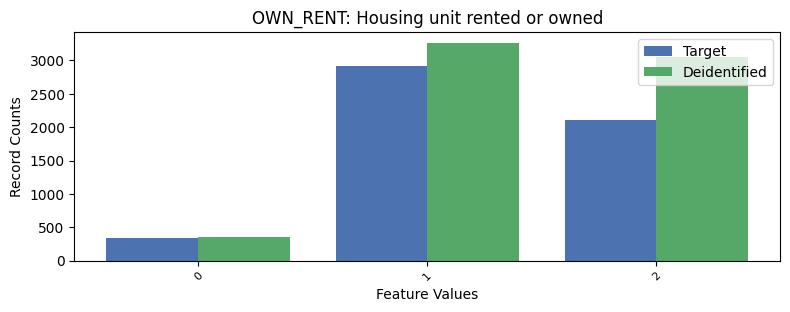 OWN_RENT: Housing unit rented or owned
Target
Deidentified
Record Counts
3000
2500
2000
1500
1000
500
0
0
1
2
Feature Values